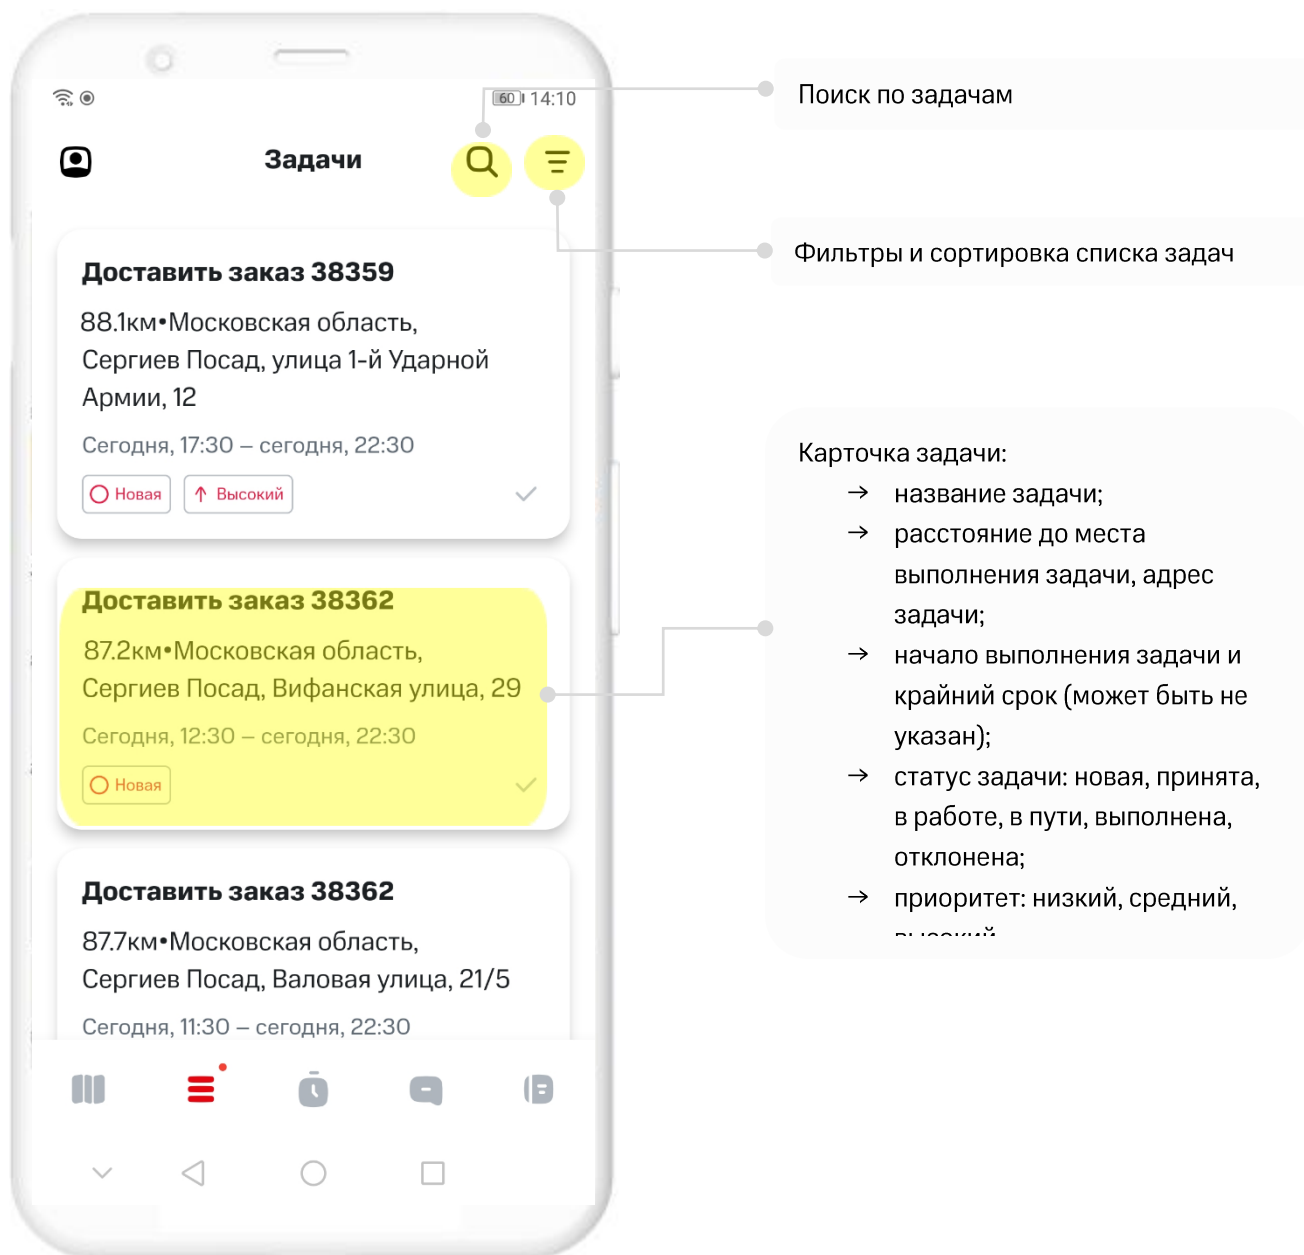 60 14:10
Задачи
Доставить заказ 38359
88.1км•Московская область,
Сергиев Посад, улица 1-й Ударной
Армии, 12
Сегодня, 17:30 – сегодня, 22:30
Новая
Высокий
Доставить заказ 38362
87.2км•Московская область,
Сергиев Посад, Вифанская улица, 29
Сегодня, 12:30 – сегодня, 22:30
Новая
Доставить заказ 38362
87.7км•Московская область,
Сергиев Посад, Валовая улица, 21/5
Сегодня, 11:30 – сегодня, 22:30
Поиск по задачам
Фильтры и сортировка списка задач
Карточка задачи:
→ название задачи;
→ расстояние до места
выполнения задачи, адрес
задачи;
→ начало выполнения задачи и
крайний срок (может быть не
указан);
→ статус задачи: новая, принята,
в работе, в пути, выполнена,
отклонена;
→ приоритет: низкий, средний,
высокий